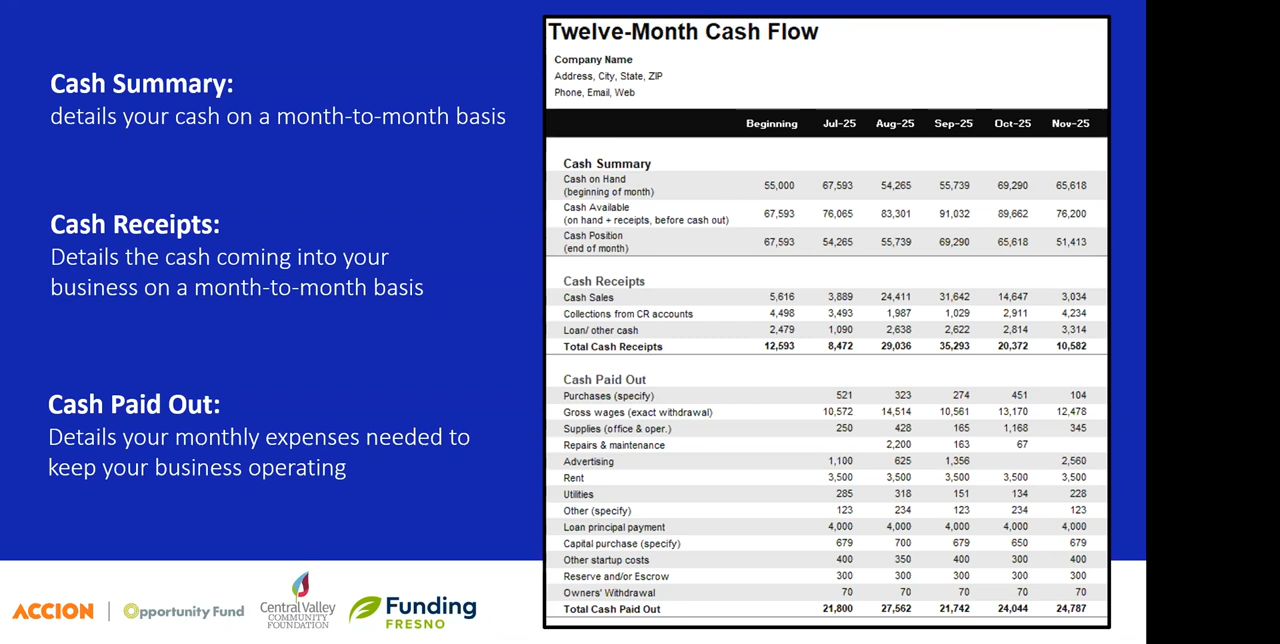 Cash Summary:
details your cash on a month-to-month basis
Cash Receipts:
Details the cash coming into your
business on a month-to-month basis
Cash Paid Out:
Details your monthly expenses needed to
keep your business operating
ACCION | Opportunity Fund
Central Valley
COMMUNITY
FOUNDATION
Funding
FRESNO
Twelve-Month Cash Flow
Company Name
Address, City, State, ZIP
Phone, Email, Web
Beginning Jul-25 Aug-25 Sep-25 Oct-25 Nov-25
Cash Summary
Cash on Hand
(beginning of month) 55,000 67,593 54,265 55,739 69,290 65,618
Cash Available
(on hand + receipts, before cash out) 67,593 76,065 83,301 91,032 89,662 76,200
Cash Position
(end of month) 67,593 54,265 55,739 69,290 65,618 51,413
Cash Receipts
Cash Sales 5,616 3,889 24,411 31,642 14,647 3,034
Collections from CR accounts 4,498 3,493 1,987 1,029 2,911 4,234
Loan/ other cash 2,479 1,090 2,638 2,622 2,814 3,314
Total Cash Receipts 12,593 8,472 29,036 35,293 20,372 10,582
Cash Paid Out
Purchases (specify) 521 323 274 451 104
Gross wages (exact withdrawal) 10,572 14,514 10,561 13,170 12,478
Supplies (office & oper.) 250 428 165 1,168 345
Repairs & maintenance 2,200 163 67
Advertising 1,100 625 1,356 2,560
Rent 3,500 3,500 3,500 3,500 3,500
Utilities 285 318 151 134 228
Other (specify) 123 234 123 234 123
Loan principal payment 4,000 4,000 4,000 4,000 4,000
Capital purchase (specify) 679 700 679 650 679
Other startup costs 400 350 400 300 400
Reserve and/or Escrow 300 300 300 300 300
Owners' Withdrawal 70 70 70 70 70
Total Cash Paid Out 21,800 27,562 21,742 24,044 24,787